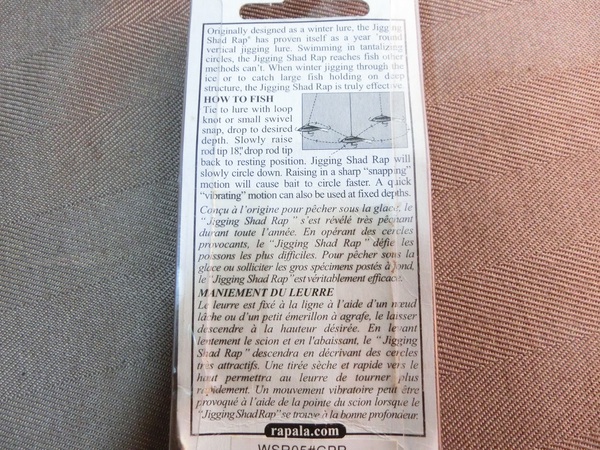 Originally designed as a winter lure, the Jigging
Shad Rap® has proven itself as a year 'round
vertical jigging lure. Swimming in tantalizing
circles, the Jigging Shad Rap reaches fish other
methods can't. When winter jigging through the
ice or to catch large fish holding on deep
structure, the Jigging Shad Rap is truly effective.
HOW TO FISH
Tie to lure with loop
knot or small swivel
snap, drop to desired
depth. Slowly raise
rod tip 18", drop rod tip
back to resting position. Jigging Shad Rap will
slowly circle down. Raising in a sharp "snapping"
motion will cause bait to circle faster. A quick
"vibrating" motion can also be used at fixed depths.
Conçu à l'origine pour pêcher sous la glace, le
"Jigging Shad Rap" s'est révélé très pêchant
durant toute l'année. En opérant des cercles
provocants, le "Jigging Shad Rap" défie les
poissons les plus difficiles. Pour pêcher sous la
glace ou solliciter les gros spécimens postés à fond,
le "Jigging Shad Rap" est véritablement efficace.
MANIEMENT DU LEURRE
Le leurre est fixé à la ligne à l'aide d'un nœud
lâche ou d'un petit émerillon à agrafe, le laisser
descendre à la hauteur désirée. En levant
lentement le scion et en l'abaissant, le "Jigging
Shad Rap" descendra en décrivant des cercles
très attractifs. Une tirée sèche et rapide vers le
haut permettra au leurre de tourner plus
rapidement. Un mouvement vibratoire peut être
provoqué à l'aide de la pointe du scion lorsque le
"Jigging Shad Rap" se trouve à la bonne profondeur.
rapala.com